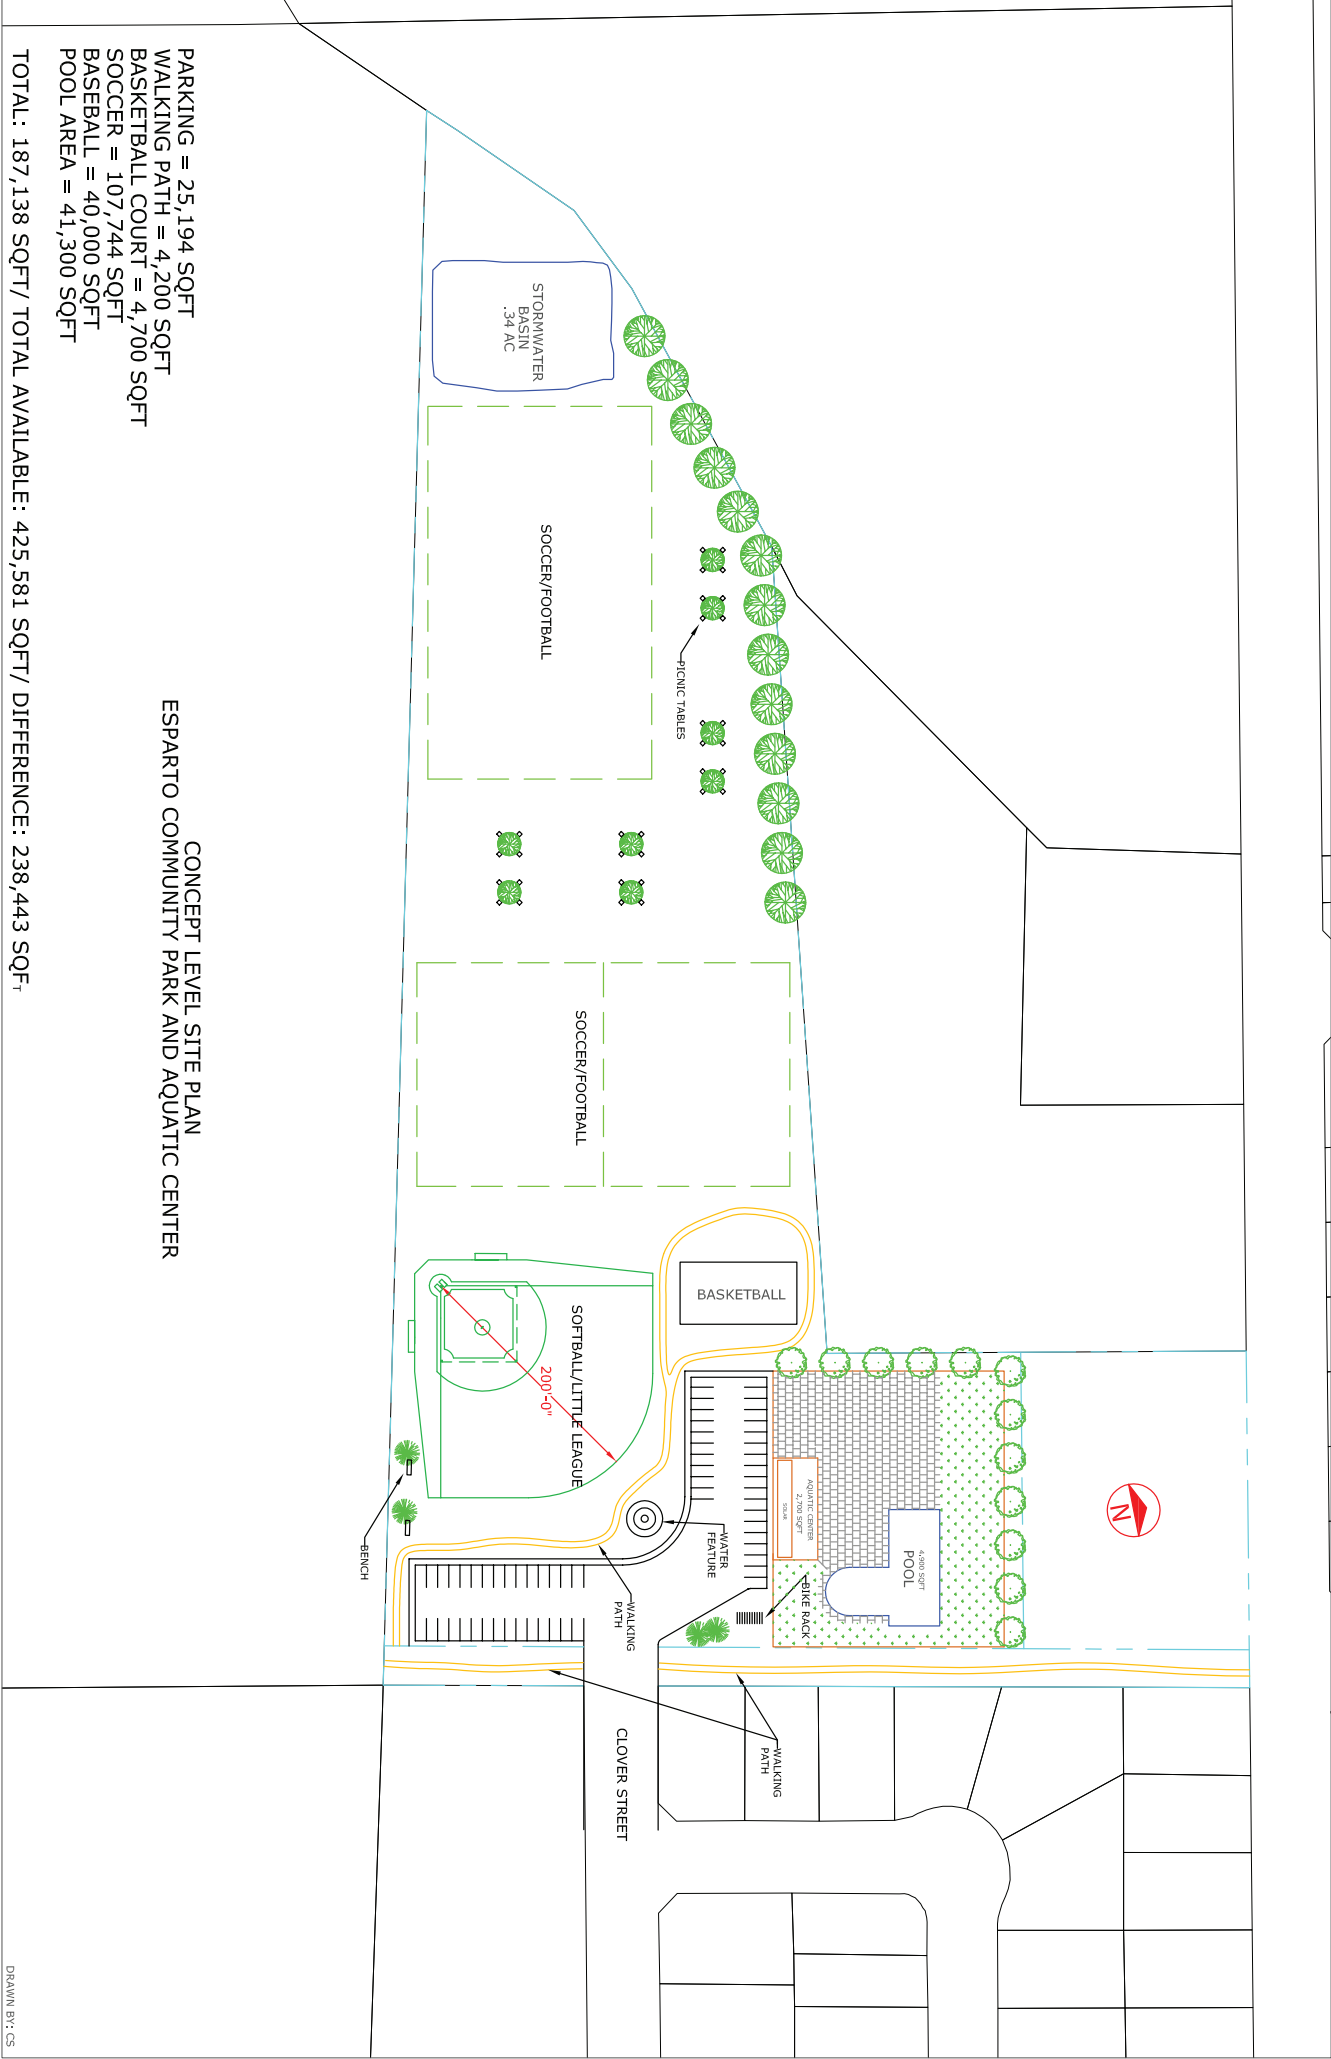 PARKING = 25,194 SQFT
WALKING PATH = 4,200 SQFT
BASKETBALL COURT = 4,700 SQFT
SOCCER = 107,744 SQFT
BASEBALL = 40,000 SQFT
POOL AREA = 41,300 SQFT
TOTAL: 187,138 SQFT/ TOTAL AVAILABLE: 425,581 SQFT/ DIFFERENCE: 238,443 SQFT
CONCEPT LEVEL SITE PLAN
ESPARTO COMMUNITY PARK AND AQUATIC CENTER
STORMWATER
BASIN
.34 AC
SOCCER/FOOTBALL
PICNIC TABLES
SOCCER/FOOTBALL
BASKETBALL
SOFTBALL/LITTLE LEAGUE
200'-0"
AQUATIC CENTER
2,700 SQFT
SOLAR
4,900 SQFT
POOL
N
WATER
FEATURE
BIKE RACK
BENCH
WALKING
PATH
WALKING
PATH
CLOVER STREET
DRAWN BY: CS